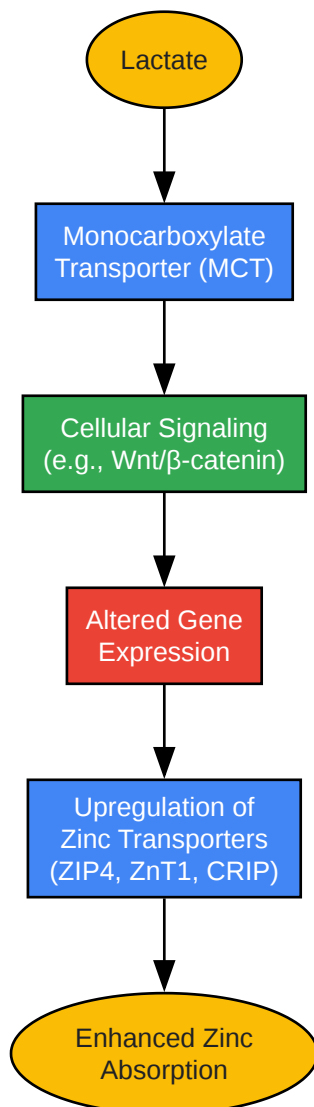 Lactate
Monocarboxylate
Transporter (MCT)
Cellular Signaling
(e.g., Wnt/β-catenin)
Altered Gene
Expression
Upregulation of
Zinc Transporters
(ZIP4, ZnT1, CRIP)
Enhanced Zinc
Absorption